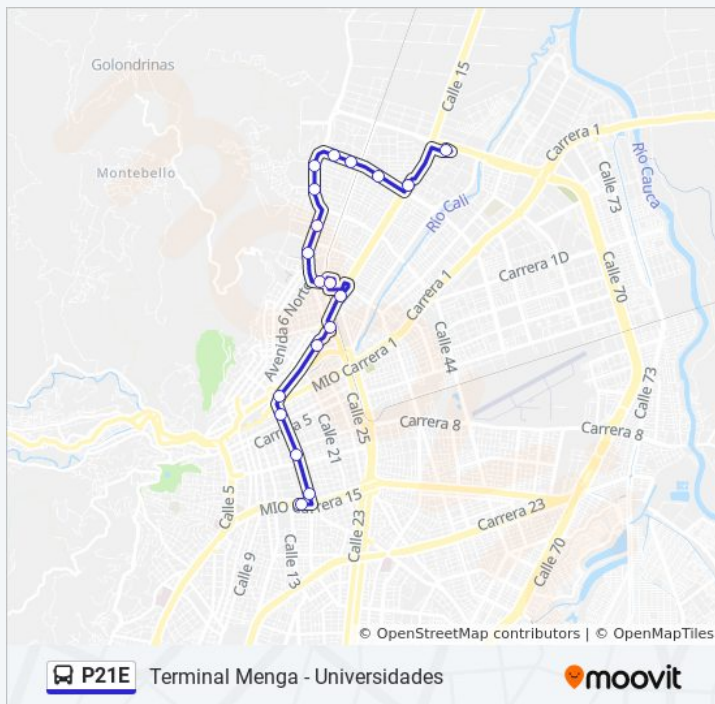 Golondrinas
Calle 15
Montebello
Carrera 1
Río Cali
Calle 73
Río Cauca
Carrera 1D
Calle 70
Carrera 1
Avenida6 Norte
Calle 44
MIO Carrera 1
Calle 73
Carrera 5
Calle 21
Calle 25
Carrera 8
Carrera 8
Calle 5
MIO Carrera 15
Carrera 23
Calle 9
Calle 13
Calle 23
Calle 70
© OpenStreetMap contributors | © OpenMapTiles
P21E Terminal Menga - Universidades
moovit